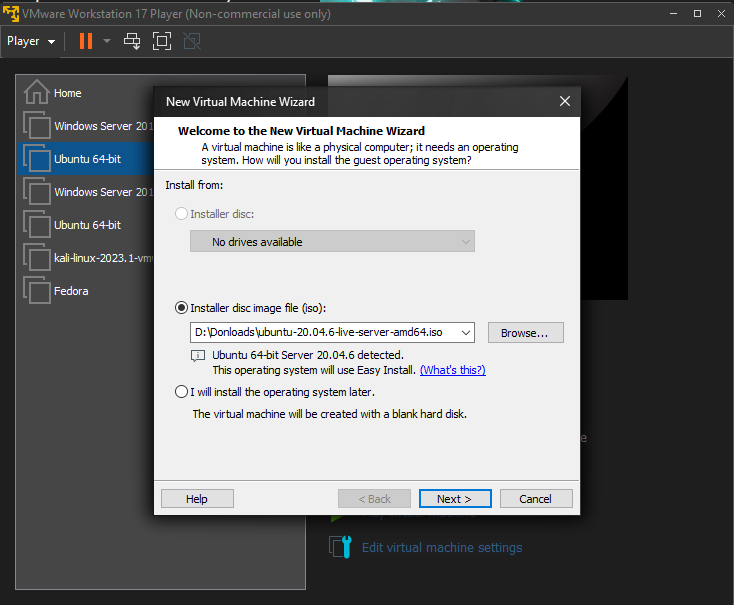 VMware Workstation 17 Player (Non-commercial use only)
Player
Home
Windows Server 201
Ubuntu 64-bit
Windows Server 201
Ubuntu 64-bit
kali-linux-2023.1-vm
Fedora
New Virtual Machine Wizard
Welcome to the New Virtual Machine Wizard
A virtual machine is like a physical computer; it needs an operating
system. How will you install the guest operating system?
Install from:
Installer disc:
No drives available
Installer disc image file (iso):
D:\Donloads\ubuntu-20.04.6-live-server-amd64.iso
Browse...
Ubuntu 64-bit Server 20.04.6 detected.
This operating system will use Easy Install. (What's this?)
I will install the operating system later.
The virtual machine will be created with a blank hard disk.
Help
< Back
Next >
Cancel
Edit virtual machine settings